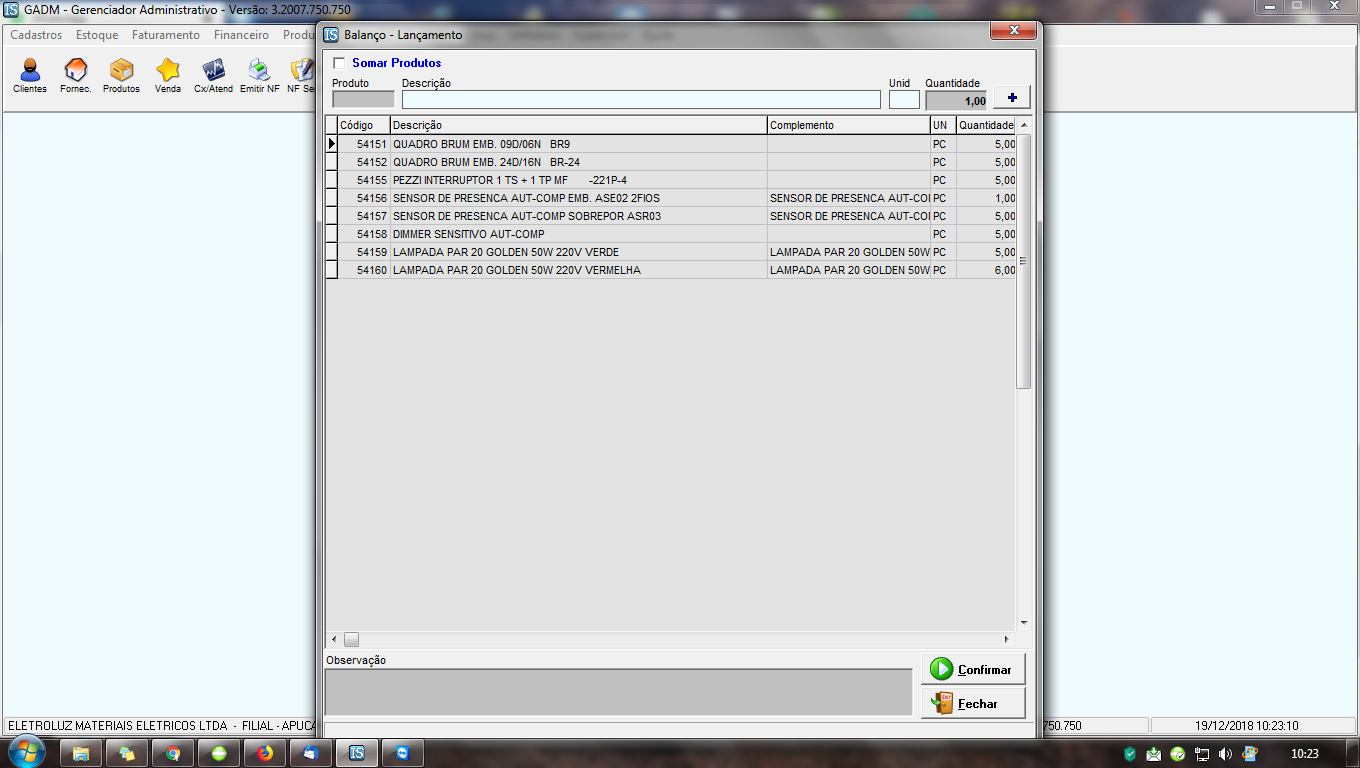 GADM - Gerenciador Administrativo - Versão: 3.2007.750.750
Cadastros Estoque Faturamento Financeiro Produ
Clientes Fornec. Produtos Venda Cx/Atend Emitir NF NF Se
Balanço - Lançamento
Somar Produtos
Produto Descrição Unid Quantidade
1,00
Código Descrição Complemento UN Quantidade
54151 QUADRO BRUM EMB. 09D/06N BR9 PC 5,00
54152 QUADRO BRUM EMB. 24D/16N BR-24 PC 5,00
54155 PEZZI INTERRUPTOR 1 TS + 1 TP MF -221P-4 PC 5,00
54156 SENSOR DE PRESENCA AUT-COMP EMB. ASE02 2FIOS SENSOR DE PRESENCA AUT-CO PC 1,00
54157 SENSOR DE PRESENCA AUT-COMP SOBREPOR ASR03 SENSOR DE PRESENCA AUT-CO PC 5,00
54158 DIMMER SENSITIVO AUT-COMP PC 5,00
54159 LAMPADA PAR 20 GOLDEN 50W 220V VERDE LAMPADA PAR 20 GOLDEN 50W PC 5,00
54160 LAMPADA PAR 20 GOLDEN 50W 220V VERMELHA LAMPADA PAR 20 GOLDEN 50W PC 6,00
Observação
Confirmar
Fechar
ELETROLUZ MATERIAIS ELETRICOS LTDA - FILIAL - APUCA 50.750 19/12/2018 10:23:10
10:23